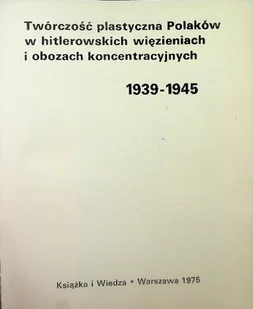 Twórczość plastyczna Polaków
w hitlerowskich więzieniach
i obozach koncentracyjnych
1939-1945
Książka i Wiedza • Warszawa 1975